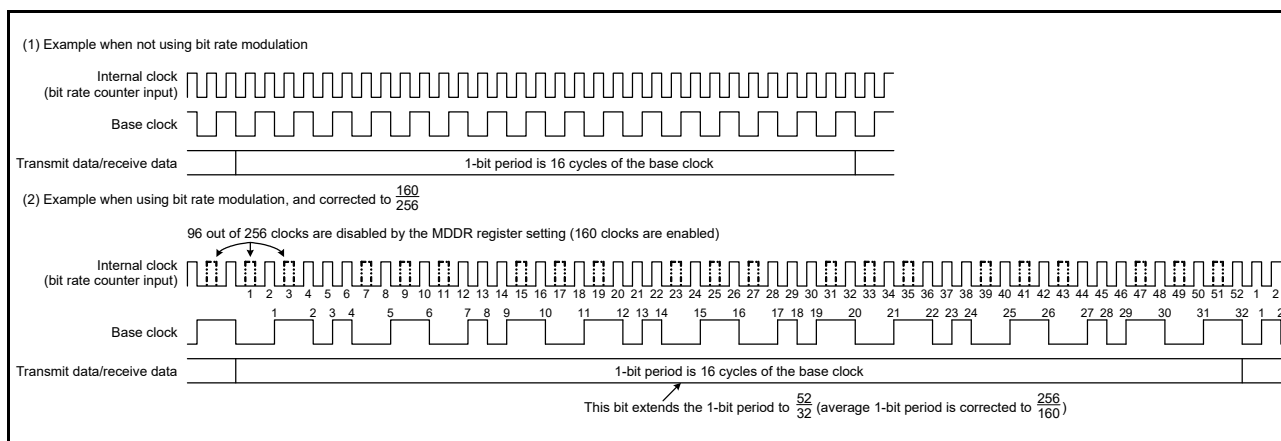 (1) Example when not using bit rate modulation
Internal clock
(bit rate counter input)
Base clock
Transmit data/receive data
1-bit period is 16 cycles of the base clock
(2) Example when using bit rate modulation, and corrected to 160/256
96 out of 256 clocks are disabled by the MDDR register setting (160 clocks are enabled)
Internal clock
(bit rate counter input)
1 2 3 4 5 6 7 8 9 10 11 12 13 14 15 16 17 18 19 20 21 22 23 24 25 26 27 28 29 30 31 32 33 34 35 36 37 38 39 40 41 42 43 44 45 46 47 48 49 50 51 52 1 2
1 2 3 4 5 6 7 8 9 10 11 12 13 14 15 16 17 18 19 20 21 22 23 24 25 26 27 28 29 30 31 32 1 2
Base clock
Transmit data/receive data
1-bit period is 16 cycles of the base clock
This bit extends the 1-bit period to 52/32 (average 1-bit period is corrected to 256/160)